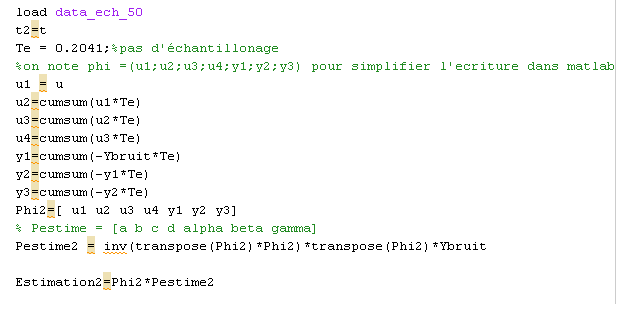 load data_ech_50
t2=t
Te = 0.2041;%pas d'échantillonage
%on note phi =(u1;u2;u3;u4;y1;y2;y3) pour simplifier l'ecriture dans matlab
u1 = u
u2=cumsum(u1*Te)
u3=cumsum(u2*Te)
u4=cumsum(u3*Te)
y1=cumsum(-Ybruit*Te)
y2=cumsum(-y1*Te)
y3=cumsum(-y2*Te)
Phi2=[ u1 u2 u3 u4 y1 y2 y3]
% Pestime = [a b c d alpha beta gamma]
Pestime2 = inv(transpose(Phi2)*Phi2)*transpose(Phi2)*Ybruit
Estimation2=Phi2*Pestime2